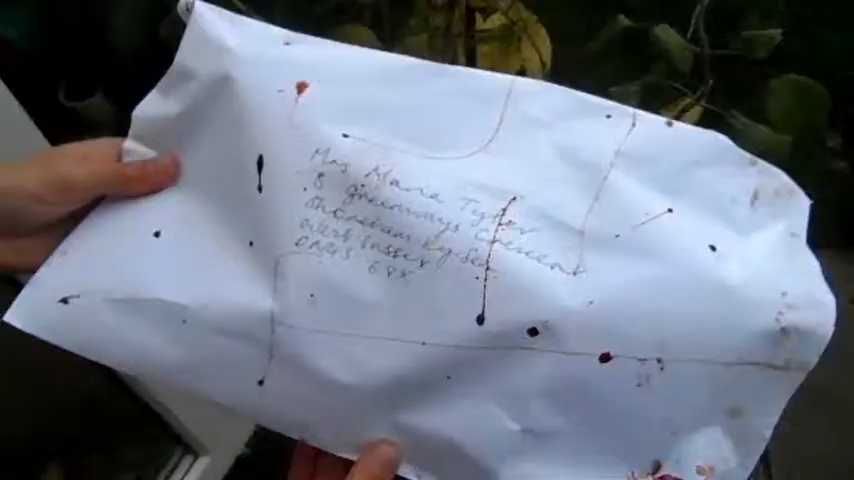 Mrs Maria Tyler
8 Greenways Crescent
Shoreham by Sea
West Sussex